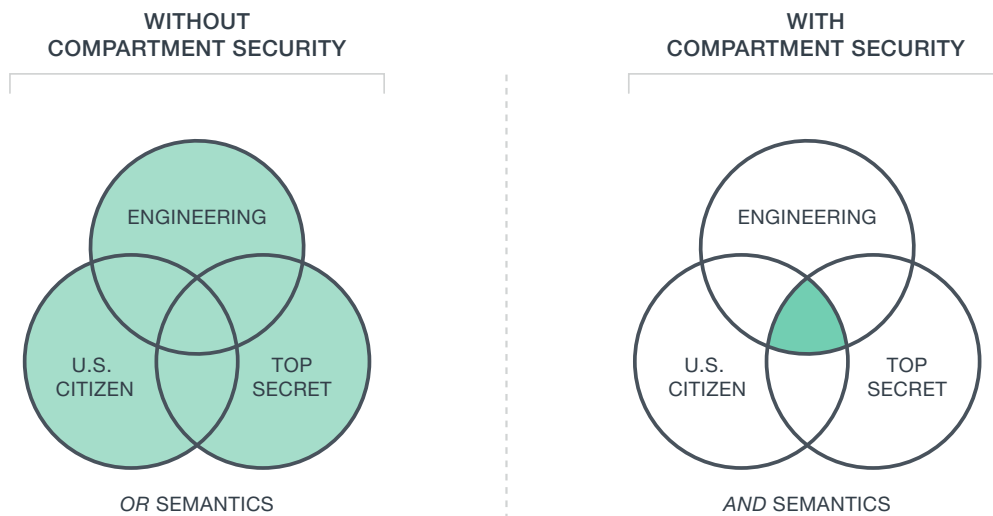 WITHOUT
COMPARTMENT SECURITY
ENGINEERING
U.S.
CITIZEN
TOP
SECRET
OR SEMANTICS
WITH
COMPARTMENT SECURITY
ENGINEERING
U.S.
CITIZEN
TOP
SECRET
AND SEMANTICS